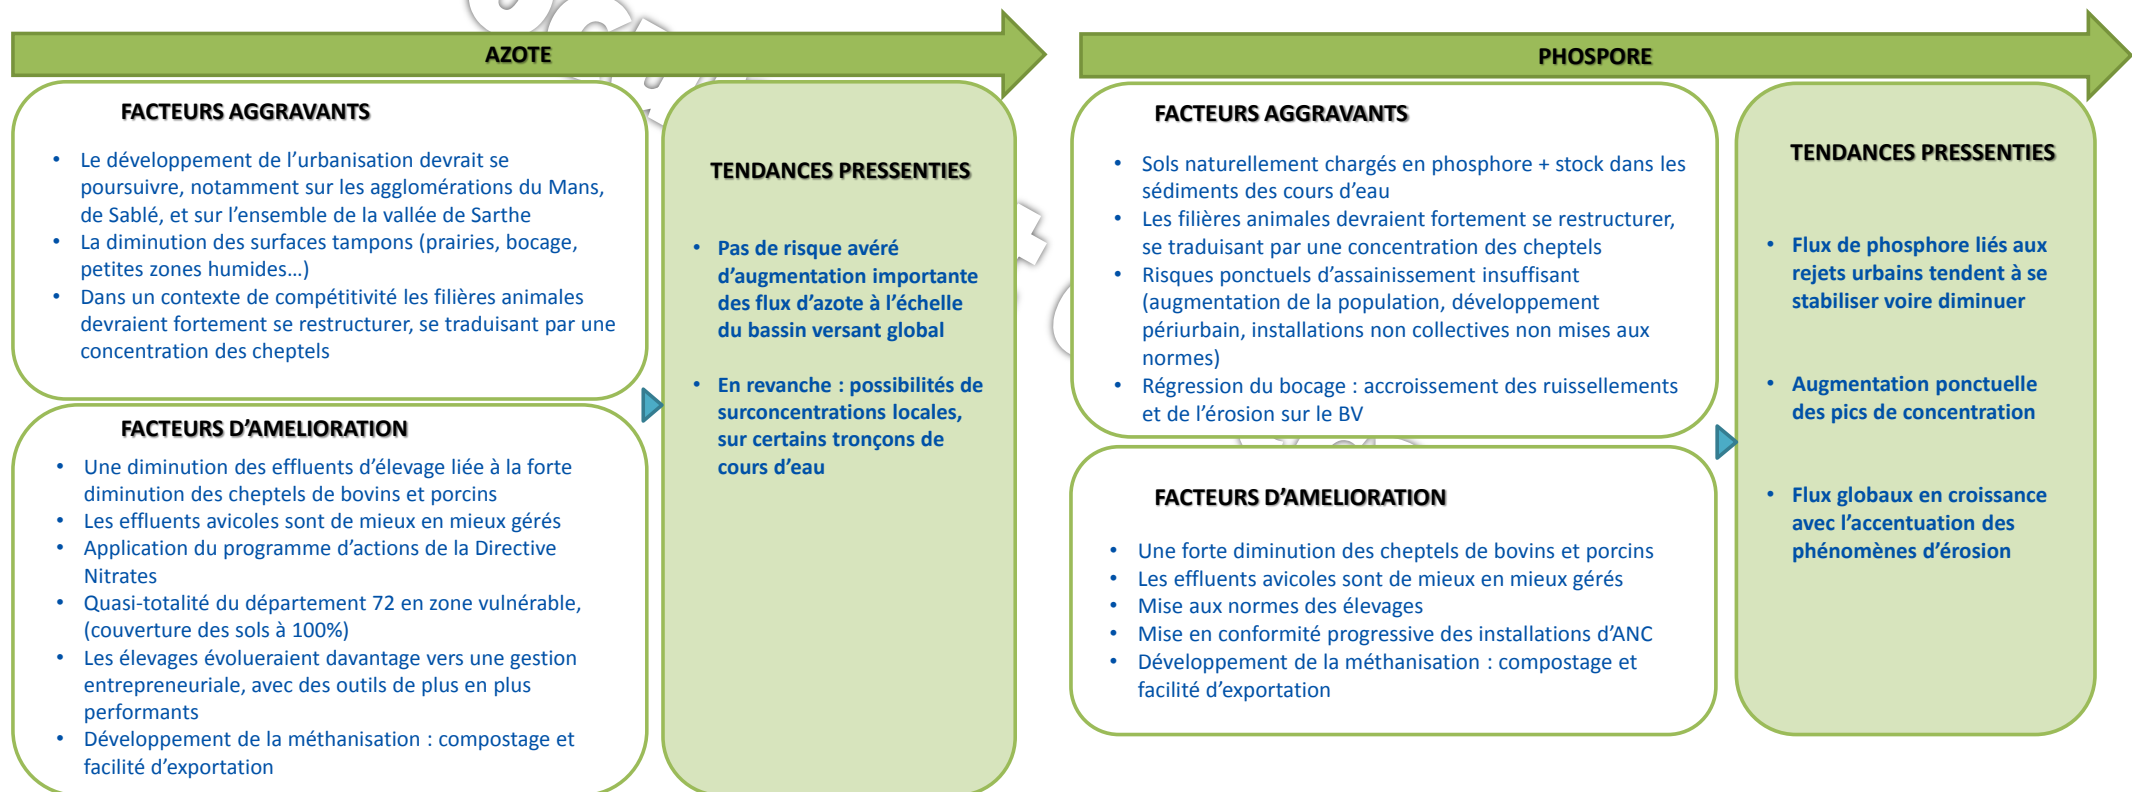 AZOTE
FACTEURS AGGRAVANTS
• Le développement de l'urbanisation devrait se
poursuivre, notamment sur les agglomérations du Mans,
de Sablé, et sur l'ensemble de la vallée de Sarthe
• La diminution des surfaces tampons (prairies, bocage,
petites zones humides…)
• Dans un contexte de compétitivité les filières animales
devraient fortement se restructurer, se traduisant par une
concentration des cheptels
FACTEURS D'AMELIORATION
• Une diminution des effluents d'élevage liée à la forte
diminution des cheptels de bovins et porcins
• Les effluents avicoles sont de mieux en mieux gérés
• Application du programme d'actions de la Directive
Nitrates
• Quasi-totalité du département 72 en zone vulnérable,
(couverture des sols à 100%)
• Les élevages évolueraient davantage vers une gestion
entrepreneuriale, avec des outils de plus en plus
performants
• Développement de la méthanisation : compostage et
facilité d'exportation
TENDANCES PRESSENTIES
• Pas de risque avéré
d'augmentation importante
des flux d'azote à l'échelle
du bassin versant global
• En revanche : possibilités de
surconcentrations locales,
sur certains tronçons de
cours d'eau
PHOSPORE
FACTEURS AGGRAVANTS
• Sols naturellement chargés en phosphore + stock dans les
sédiments des cours d'eau
• Les filières animales devraient fortement se restructurer,
se traduisant par une concentration des cheptels
• Risques ponctuels d'assainissement insuffisant
(augmentation de la population, développement
périurbain, installations non collectives non mises aux
normes)
• Régression du bocage : accroissement des ruissellements
et de l'érosion sur le BV
FACTEURS D'AMELIORATION
• Une forte diminution des cheptels de bovins et porcins
• Les effluents avicoles sont de mieux en mieux gérés
• Mise aux normes des élevages
• Mise en conformité progressive des installations d'ANC
• Développement de la méthanisation : compostage et
facilité d'exportation
TENDANCES PRESSENTIES
• Flux de phosphore liés aux
rejets urbains tendent à se
stabiliser voire diminuer
• Augmentation ponctuelle
des pics de concentration
• Flux globaux en croissance
avec l'accentuation des
phénomènes d'érosion